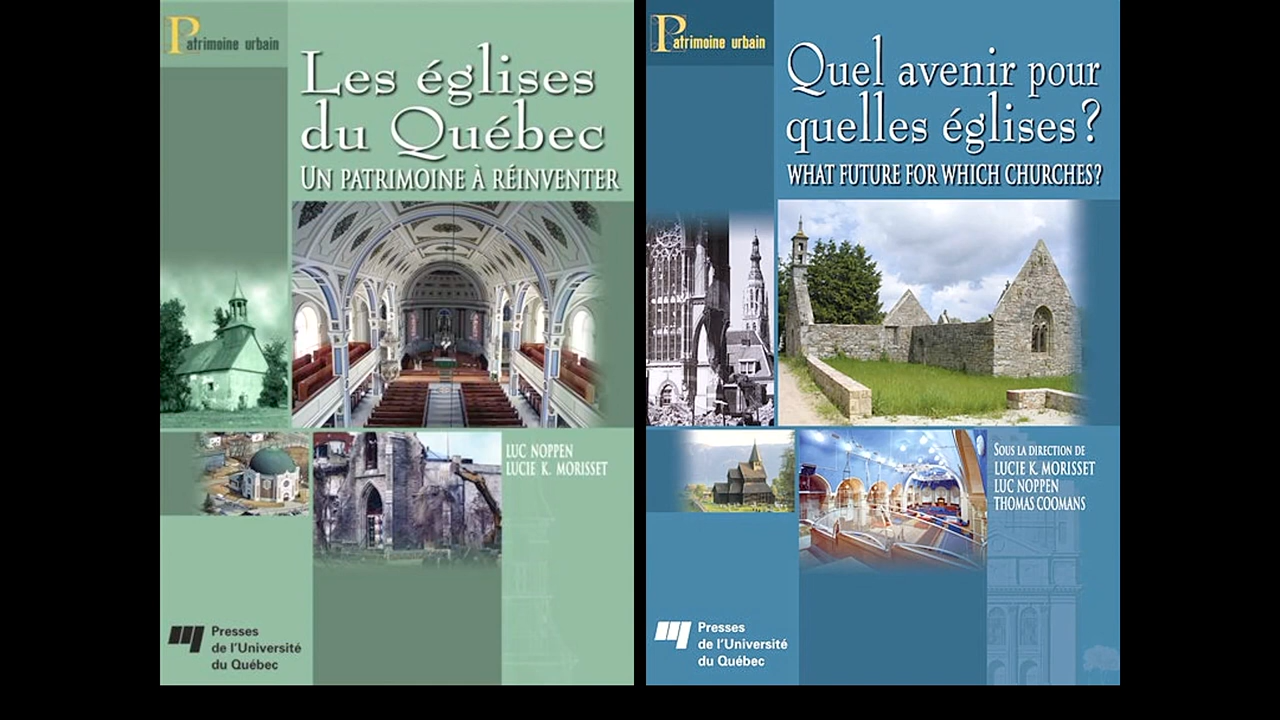 Patrimoine urbain
Les églises
du Québec
UN PATRIMOINE À RÉINVENTER
LUC NOPPEN
LUCIE K. MORISSET
Presses
de l'Université
du Québec
Patrimoine urbain
Quel avenir pour
quelles églises ?
WHAT FUTURE FOR WHICH CHURCHES?
SOUS LA DIRECTION DE
LUCIE K. MORISSET
LUC NOPPEN
THOMAS COOMANS
Presses
de l'Université
du Québec